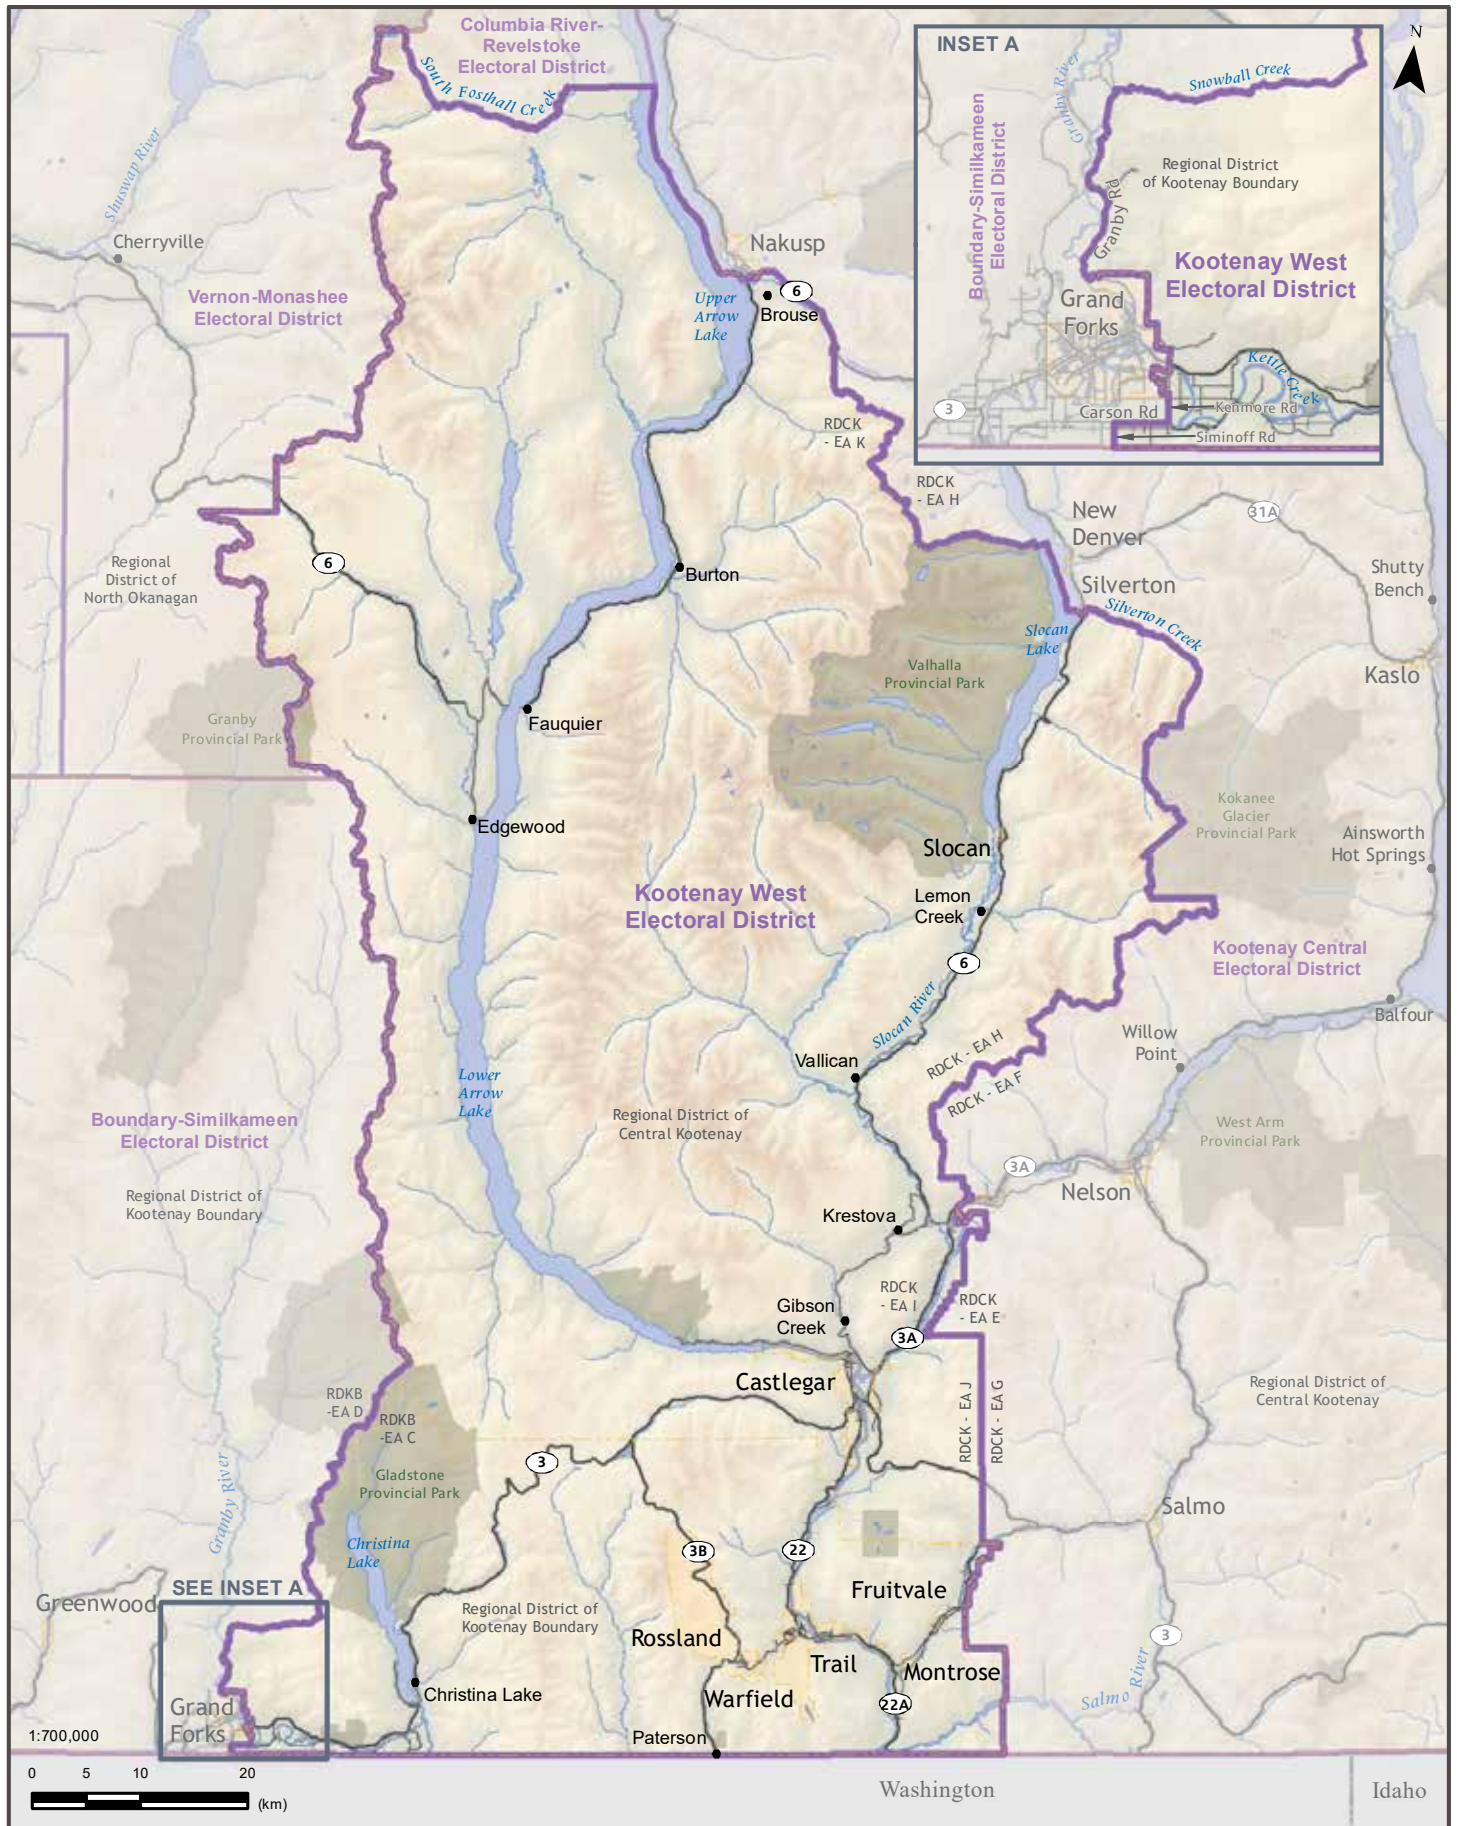 Columbia River-
Revelstoke
Electoral District
South Fosthall Creek
INSET A
N
Snowball Creek
Granby River
Boundary-Similkameen
Electoral District
Regional District
of Kootenay Boundary
Granby Rd
Kootenay West
Electoral District
Grand
Forks
Kettle Creek
3
Carson Rd
Kenmore Rd
Siminoff Rd
Shuswap River
Cherryville
Nakusp
Vernon-Monashee
Electoral District
Upper
Arrow
Lake
6
Brouse
RDCK
- EA K
RDCK
- EA H
New
Denver
31A
Regional
District of
North Okanagan
6
Burton
Shutty
Bench
Silverton
Silverton Creek
Slocan
Lake
Valhalla
Provincial Park
Kaslo
Granby
Provincial Park
Fauquier
Kokanee
Glacier
Provincial Park
Edgewood
Ainsworth
Hot Springs
Slocan
Kootenay West
Electoral District
Lemon
Creek
Kootenay Central
Electoral District
6
Slocan River
Balfour
Willow
Point
RDCK - EA H
Vallican
RDCK - EA F
Lower
Arrow
Lake
Regional District of
Central Kootenay
Boundary-Similkameen
Electoral District
West Arm
Provincial Park
3A
Nelson
Regional District of
Kootenay Boundary
Krestova
RDCK
- EA I
RDCK
- EA E
Gibson
Creek
3A
Castlegar
RDCK - EA J
RDCK - EA G
Regional District of
Central Kootenay
RDKB
-EA D
RDKB
-EA C
3
Gladstone
Provincial Park
Granby River
Salmo
Christina
Lake
3B
22
SEE INSET A
Greenwood
Fruitvale
Regional District of
Kootenay Boundary
Rossland
3
Trail
Montrose
Salmo River
Christina Lake
Warfield
22A
Grand
Forks
Paterson
1:700,000
0 5 10 20
(km)
Washington
Idaho